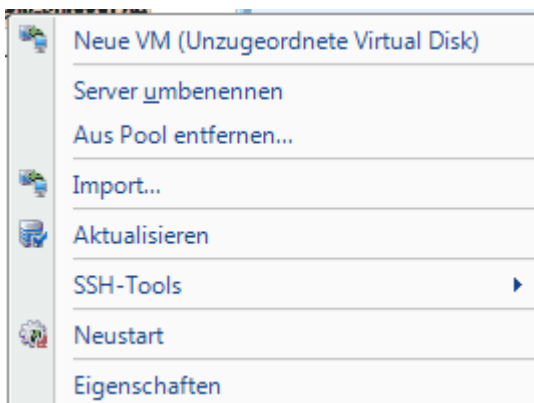 Neue VM (Unzugeordnete Virtual Disk)
Server umbenennen
Aus Pool entfernen...
Import...
Aktualisieren
SSH-Tools
Neustart
Eigenschaften